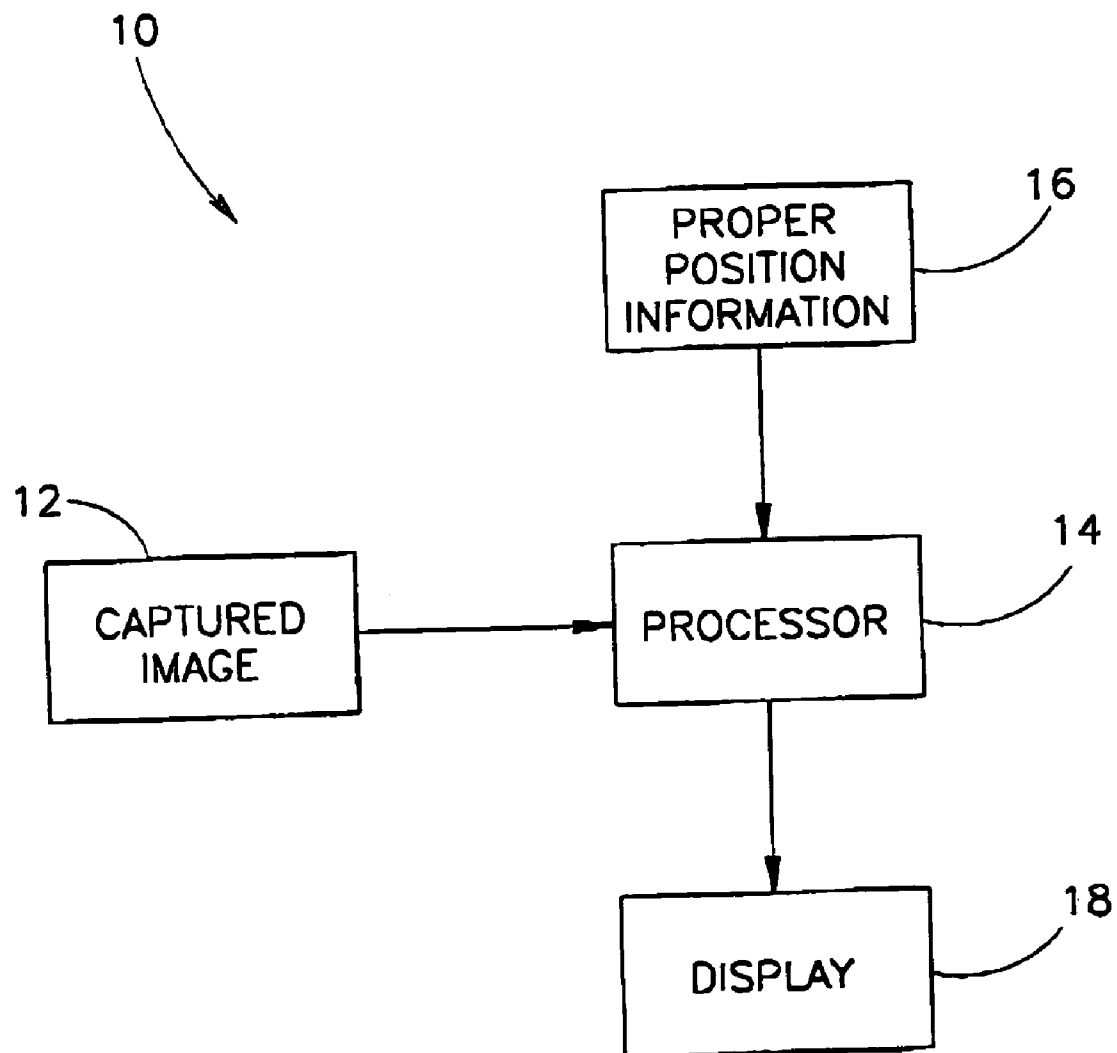 10
16
PROPER
POSITION
INFORMATION
12
14
CAPTURED
IMAGE
PROCESSOR
18
DISPLAY